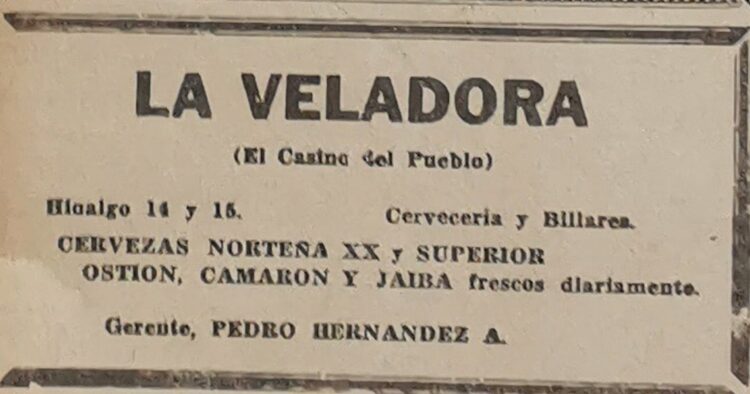 LA VELADORA
(El Casino del Pueblo)
Hidalgo 14 y 15. Cerveceria y Billares.
CERVEZAS NORTEÑA XX y SUPERIOR
OSTION, CAMARON Y JAIBA frescos diariamente.
Gerente, PEDRO HERNANDEZ A.